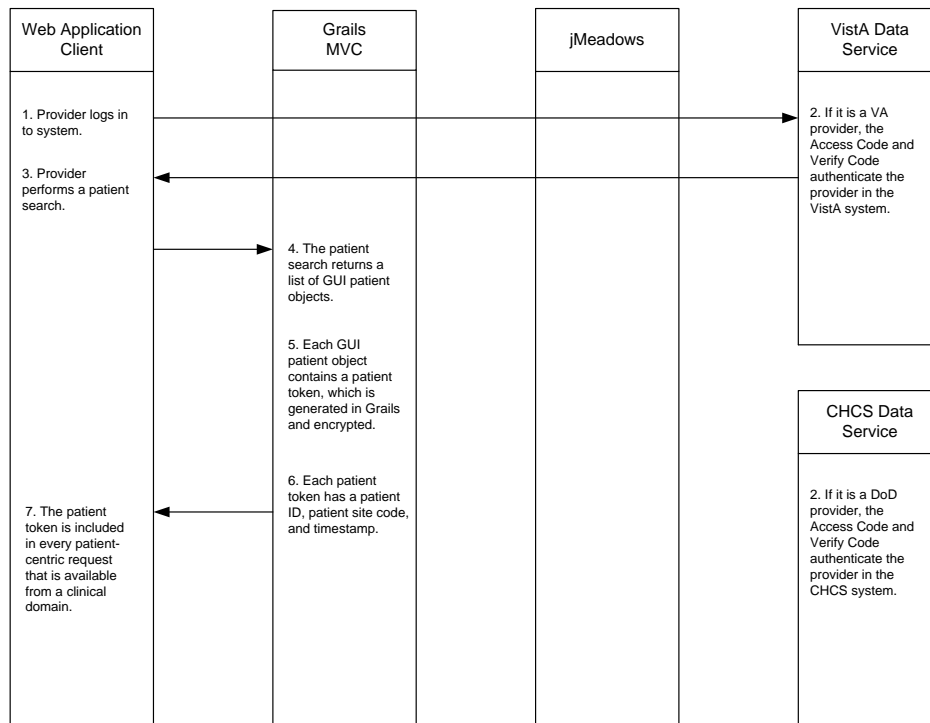 Web Application
Client
Grails
MVC
jMeadows
VistA Data
Service
1. Provider logs in
to system.
2. If it is a VA
provider, the
Access Code and
Verify Code
authenticate the
provider in the
VistA system.
3. Provider
performs a patient
search.
4. The patient
search returns a
list of GUI patient
objects.
5. Each GUI
patient object
contains a patient
token, which is
generated in Grails
and encrypted.
CHCS Data
Service
6. Each patient
token has a patient
ID, patient site code,
and timestamp.
2. If it is a DoD
provider, the
Access Code and
Verify Code
authenticate the
provider in the
CHCS system.
7. The patient
token is included
in every patient-
centric request
that is available
from a clinical
domain.